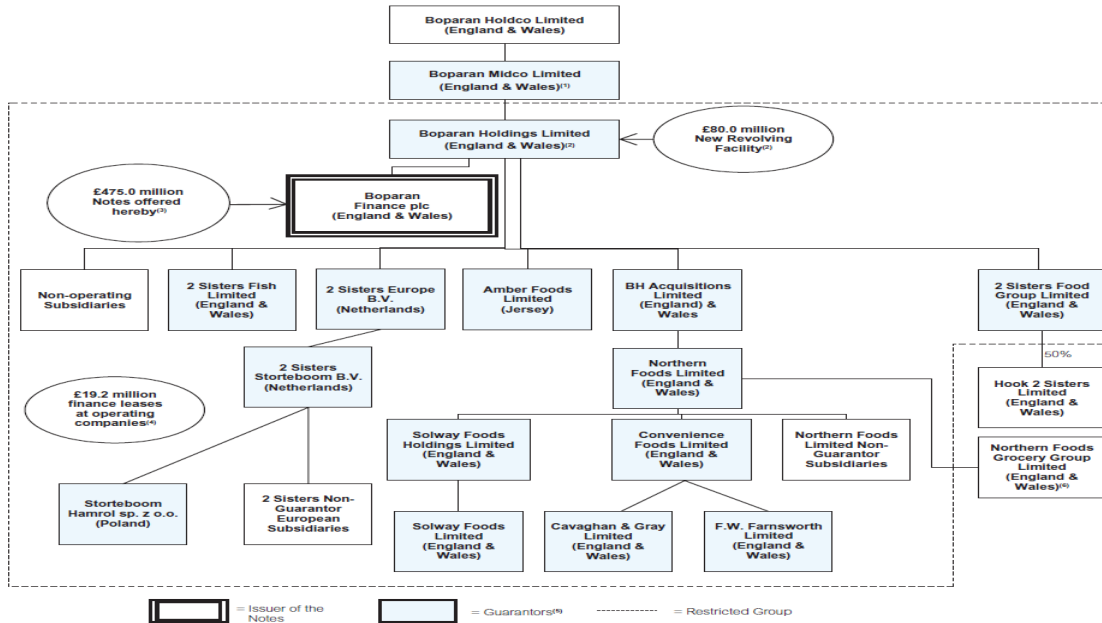 Boparan Holdco Limited
(England & Wales)
Boparan Midco Limited
(England & Wales)(1)
Boparan Holdings Limited
(England & Wales)(2)
£80.0 million
New Revolving
Facility(2)
£475.0 million
Notes offered
hereby(3)
Boparan
Finance plc
(England & Wales)
Non-operating
Subsidiaries
2 Sisters Fish
Limited
(England &
Wales)
2 Sisters Europe
B.V.
(Netherlands)
Amber Foods
Limited
(Jersey)
BH Acquisitions
Limited
(England) &
Wales
2 Sisters Food
Group Limited
(England &
Wales)
50%
2 Sisters
Storteboom B.V.
(Netherlands)
Northern
Foods Limited
(England &
Wales)
Hook 2 Sisters
Limited
(England &
Wales)
£19.2 million
finance leases
at operating
companies(4)
Solway Foods
Holdings Limited
(England &
Wales)
Convenience
Foods Limited
(England &
Wales)
Northern Foods
Limited Non-
Guarantor
Subsidiaries
Northern Foods
Grocery Group
Limited
(England &
Wales)(6)
Storteboom
Hamrol sp. z o.o.
(Poland)
2 Sisters Non-
Guarantor
European
Subsidiaries
Solway Foods
Limited
(England &
Wales)
Cavaghan & Gray
Limited
(England &
Wales)
F.W. Farnsworth
Limited
(England &
Wales)
= Issuer of the
Notes
= Guarantors(5)
= Restricted Group